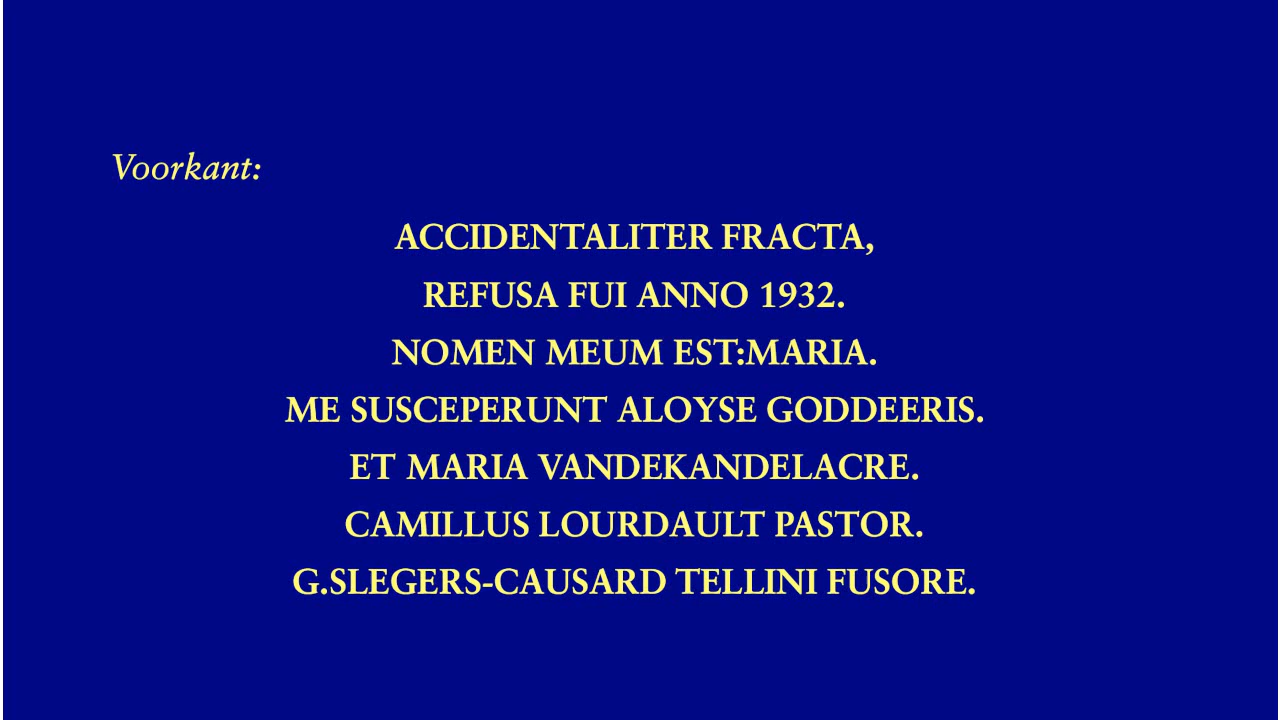 Voorkant:
ACCIDENTALITER FRACTA,
REFUSA FUI ANNO 1932.
NOMEN MEUM EST:MARIA.
ME SUSCEPERUNT ALOYSE GODDEERIS.
ET MARIA VANDEKANDELACRE.
CAMILLUS LOURDAULT PASTOR.
G.SLEGERS-CAUSARD TELLINI FUSORE.